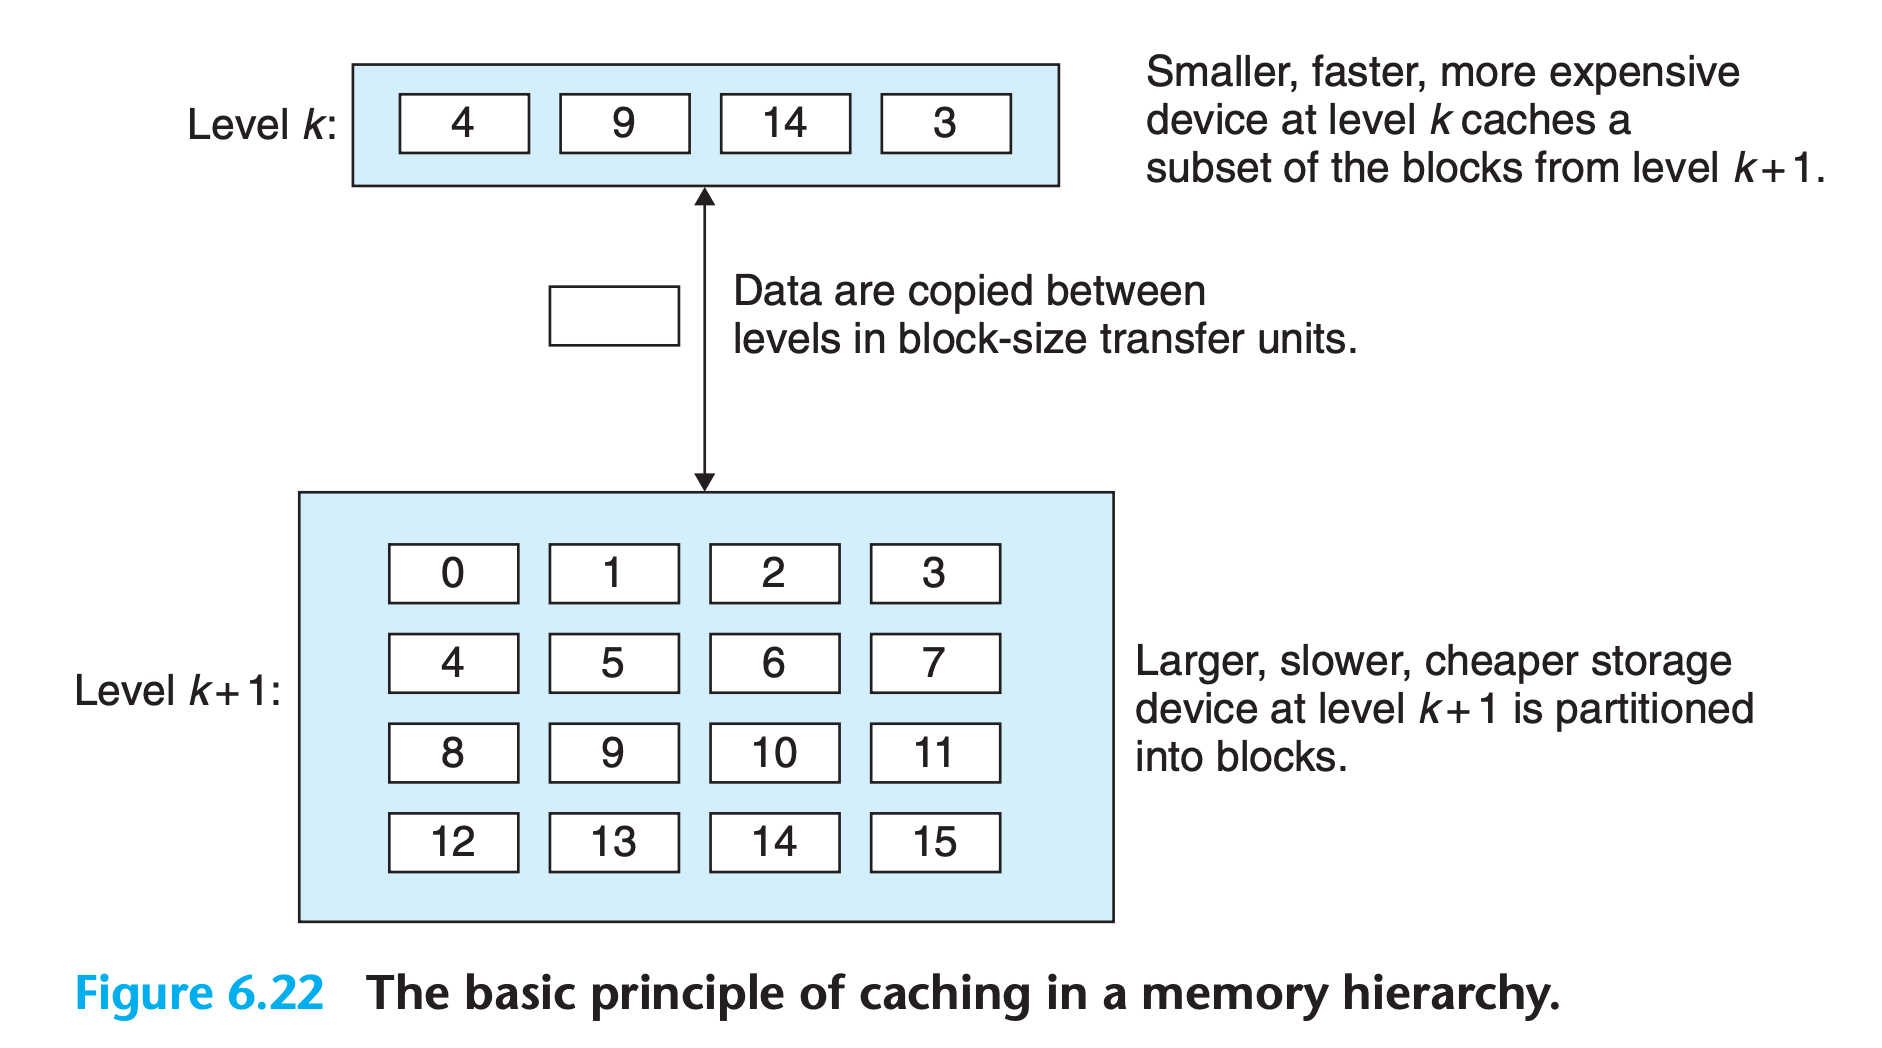 Level k:
4 9 14 3
Smaller, faster, more expensive
device at level k caches a
subset of the blocks from level k+1.
Data are copied between
levels in block-size transfer units.
Level k+1:
0 1 2 3
4 5 6 7
8 9 10 11
12 13 14 15
Larger, slower, cheaper storage
device at level k+1 is partitioned
into blocks.
Figure 6.22 The basic principle of caching in a memory hierarchy.